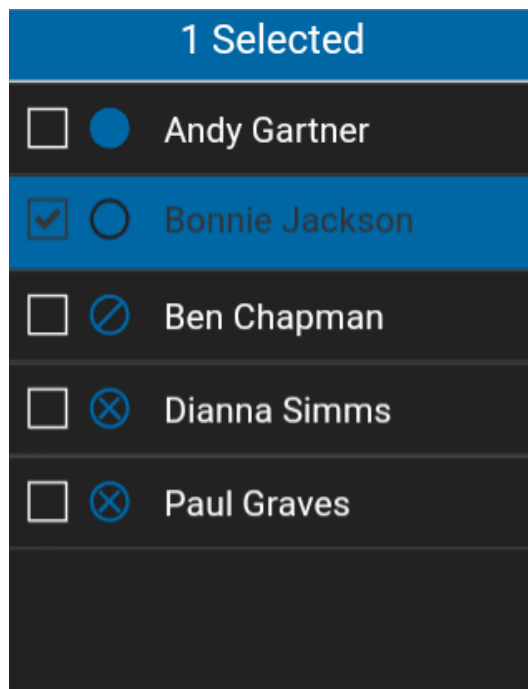 1 Selected
Andy Gartner
Bonnie Jackson
Ben Chapman
Dianna Simms
Paul Graves